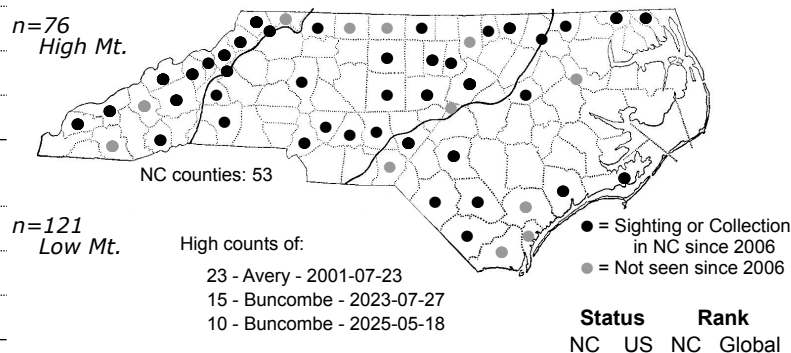 n=76
High Mt.
NC counties: 53
n=121
Low Mt.
High counts of:
23 - Avery - 2001-07-23
15 - Buncombe - 2023-07-27
10 - Buncombe - 2025-05-18
= Sighting or Collection
in NC since 2006
= Not seen since 2006
Status Rank
NC US NC Global